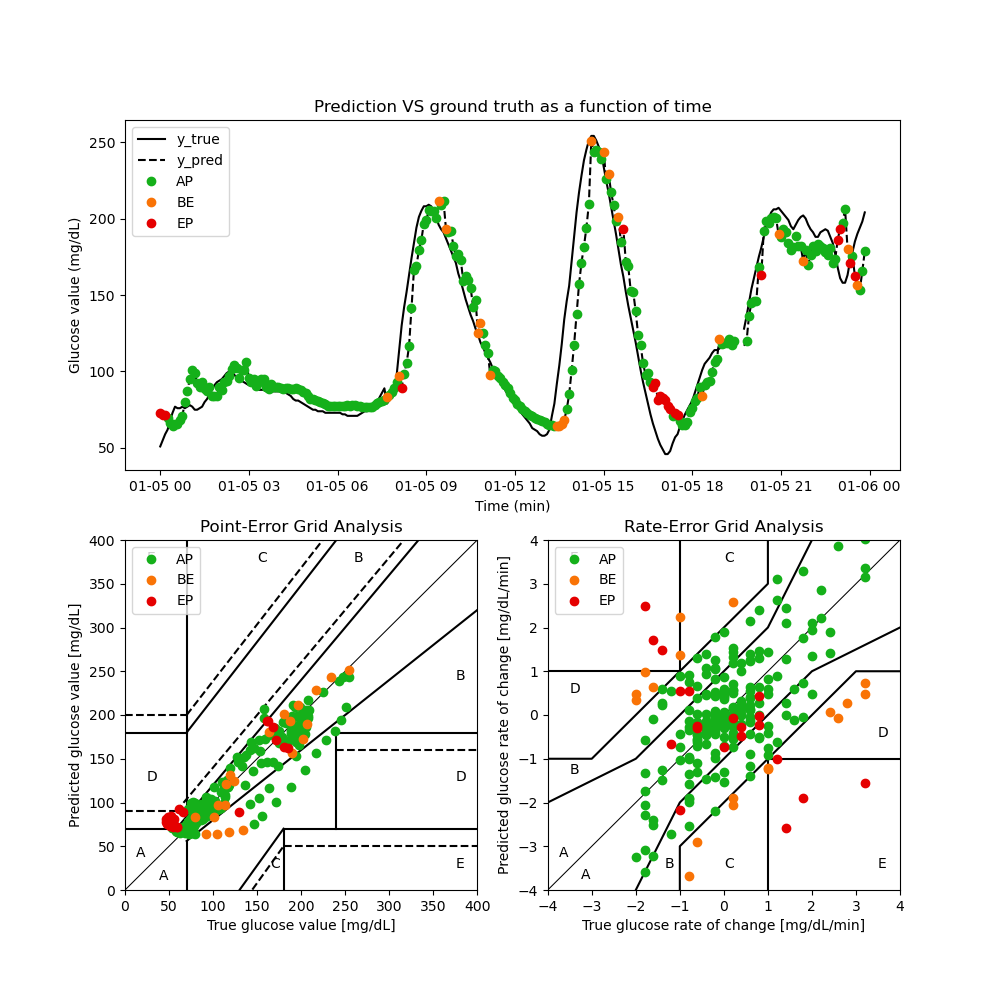 Prediction VS ground truth as a function of time
Glucose value (mg/dL)
250
200
150
100
50
y_true
y_pred
AP
BE
EP
01-05 00 01-05 03 01-05 06 01-05 09 01-05 12 01-05 15 01-05 18 01-05 21 01-06 00
Time (min)
Point-Error Grid Analysis
Predicted glucose value [mg/dL]
400
350
300
250
200
150
100
50
0
AP
BE
EP
C
B
B
D
D
A
A
C
E
0 50 100 150 200 250 300 350 400
True glucose value [mg/dL]
Rate-Error Grid Analysis
Predicted glucose rate of change [mg/dL/min]
4
3
2
1
0
−1
−2
−3
−4
AP
BE
EP
C
D
D
B
A
A
B
C
E
−4 −3 −2 −1 0 1 2 3 4
True glucose rate of change [mg/dL/min]